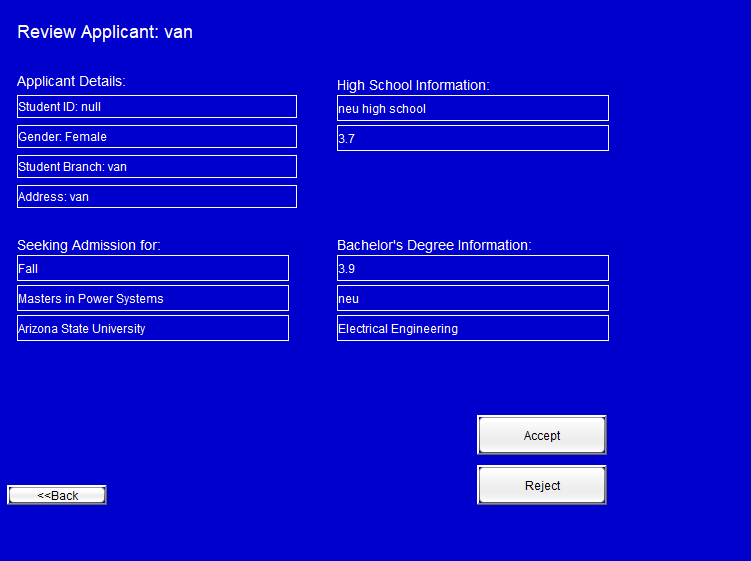 Review Applicant: van
Applicant Details:
Student ID: null
Gender: Female
Student Branch: van
Address: van
High School Information:
neu high school
3.7
Seeking Admission for:
Fall
Masters in Power Systems
Arizona State University
Bachelor's Degree Information:
3.9
neu
Electrical Engineering
Accept
Reject
<<Back